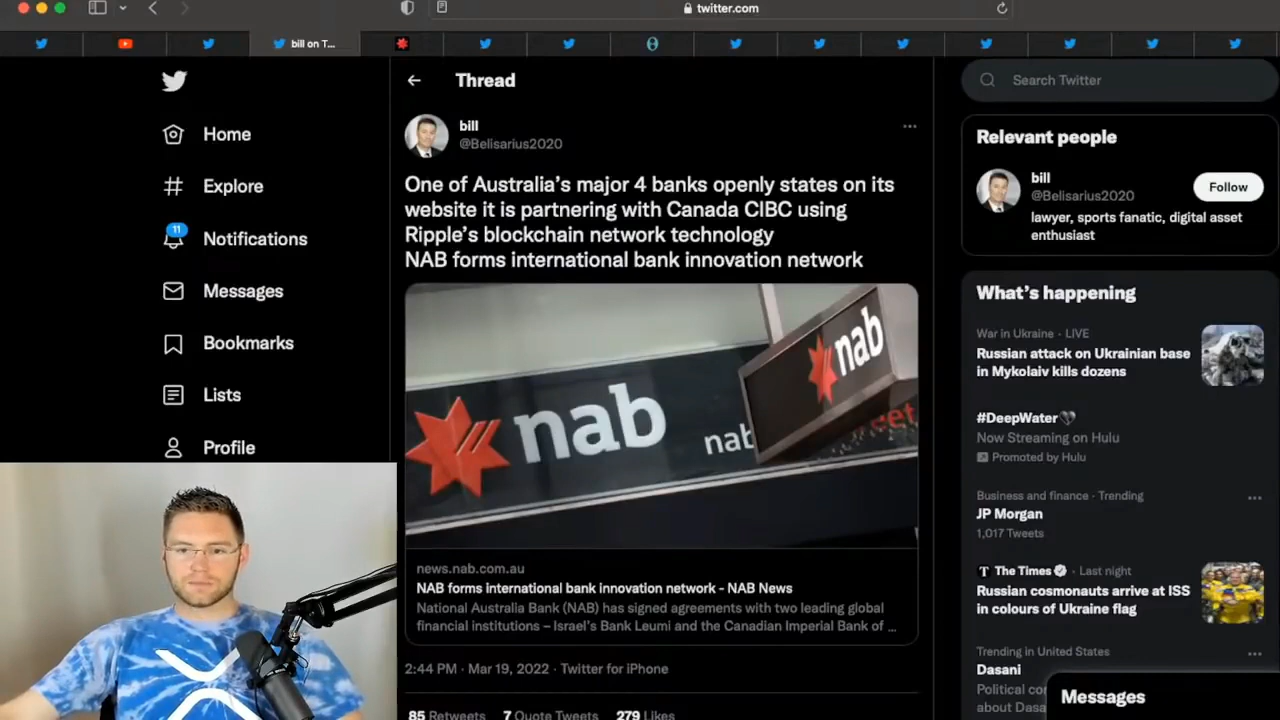 twitter.com
bill on T...
Thread
Search Twitter
Home
Explore
11
Notifications
Messages
Bookmarks
Lists
Profile
bill
@Belisarius2020
One of Australia's major 4 banks openly states on its
website it is partnering with Canada CIBC using
Ripple's blockchain network technology
NAB forms international bank innovation network
nab
nab
nab
news.nab.com.au
NAB forms international bank innovation network - NAB News
National Australia Bank (NAB) has signed agreements with two leading global
financial institutions – Israel's Bank Leumi and the Canadian Imperial Bank of ...
2:44 PM · Mar 19, 2022 · Twitter for iPhone
85 Retweets 7 Quote Tweets 279 Likes
Relevant people
bill
@Belisarius2020
Follow
lawyer, sports fanatic, digital asset
enthusiast
What's happening
War in Ukraine · LIVE
Russian attack on Ukrainian base
in Mykolaiv kills dozens
#DeepWater
Now Streaming on Hulu
Promoted by Hulu
Business and finance · Trending
JP Morgan
1,017 Tweets
The Times · Last night
Russian cosmonauts arrive at ISS
in colours of Ukraine flag
Trending in United States
Dasani
Political co
about Dasa
Messages